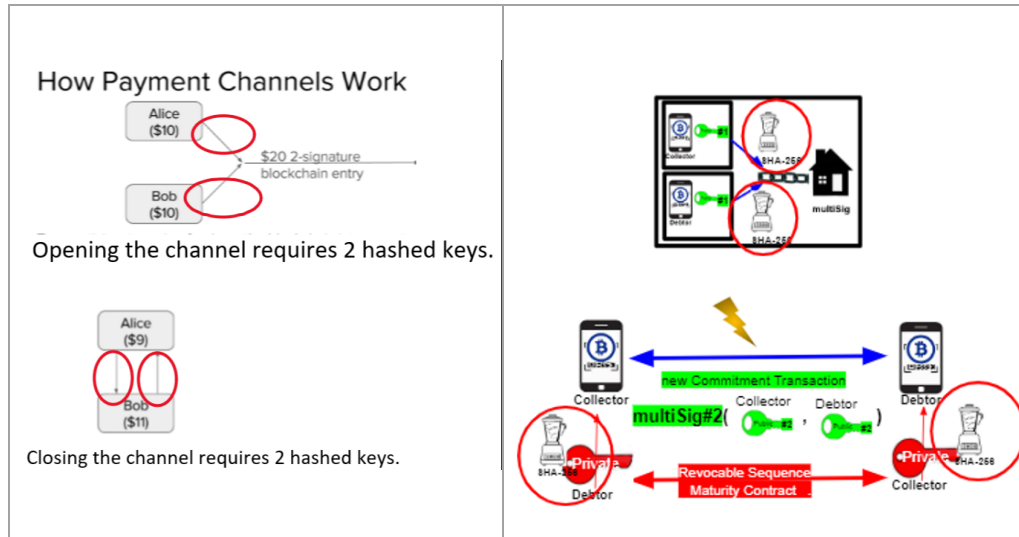 How Payment Channels Work
Alice
($10)
$20 2-signature
blockchain entry
Bob
($10)
Opening the channel requires 2 hashed keys.
Alice
($9)
Bob
($11)
Closing the channel requires 2 hashed keys.
#1
Collector
SHA-256
#1
Debtor
SHA-256
multiSig
new Commitment Transaction
Collector
Debtor
Collector
Debtor
multiSig#2(
Public #2
,
Public #2
)
Private
SHA-256
Debtor
Revocable Sequence
Maturity Contract
Private
SHA-256
Collector